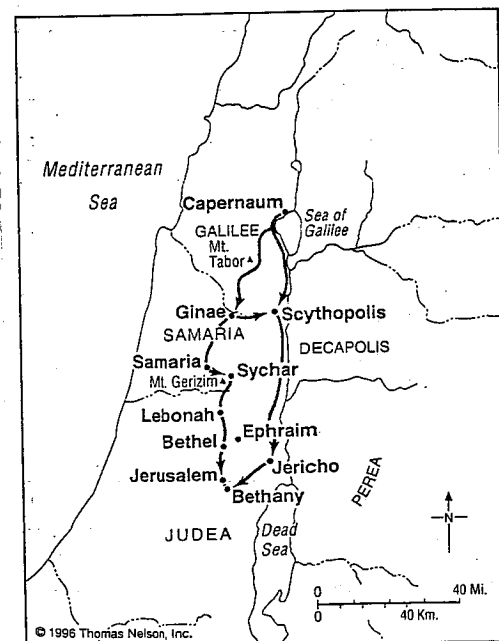 Mediterranean
Sea
Capernaum
Sea of
Galilee
GALILEE
Mt.
Tabor
Ginae
Scythopolis
SAMARIA
DECAPOLIS
Samaria
Sychar
Mt. Gerizim
Lebonah
Ephraim
Bethel
Jericho
Jerusalem
Bethany
PEREA
JUDEA
Dead
Sea
N
0 40 Mi.
0 40 Km.
© 1996 Thomas Nelson, Inc.